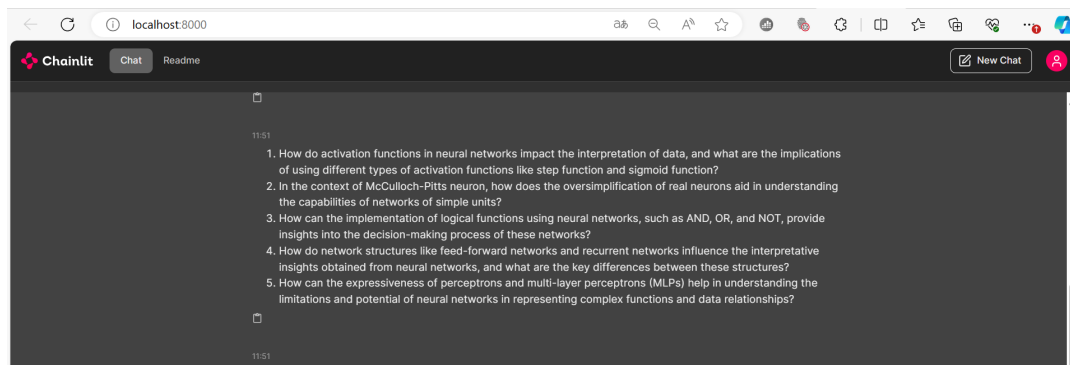 localhost:8000
aあ
A
Chainlit Chat Readme New Chat
11:51
1. How do activation functions in neural networks impact the interpretation of data, and what are the implications
of using different types of activation functions like step function and sigmoid function?
2. In the context of McCulloch-Pitts neuron, how does the oversimplification of real neurons aid in understanding
the capabilities of networks of simple units?
3. How can the implementation of logical functions using neural networks, such as AND, OR, and NOT, provide
insights into the decision-making process of these networks?
4. How do network structures like feed-forward networks and recurrent networks influence the interpretative
insights obtained from neural networks, and what are the key differences between these structures?
5. How can the expressiveness of perceptrons and multi-layer perceptrons (MLPs) help in understanding the
limitations and potential of neural networks in representing complex functions and data relationships?
11:51